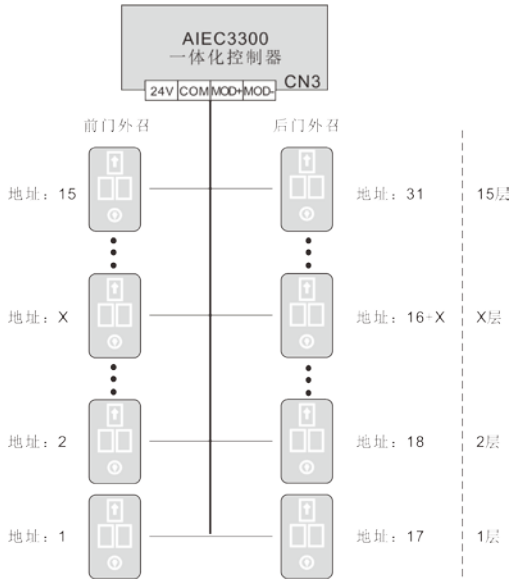 AIEC3300
一体化控制器
24V COM MOD+ MOD- CN3
前门外召 后门外召
地址：15 地址：31 15层
地址：X 地址：16+X X层
地址：2 地址：18 2层
地址：1 地址：17 1层